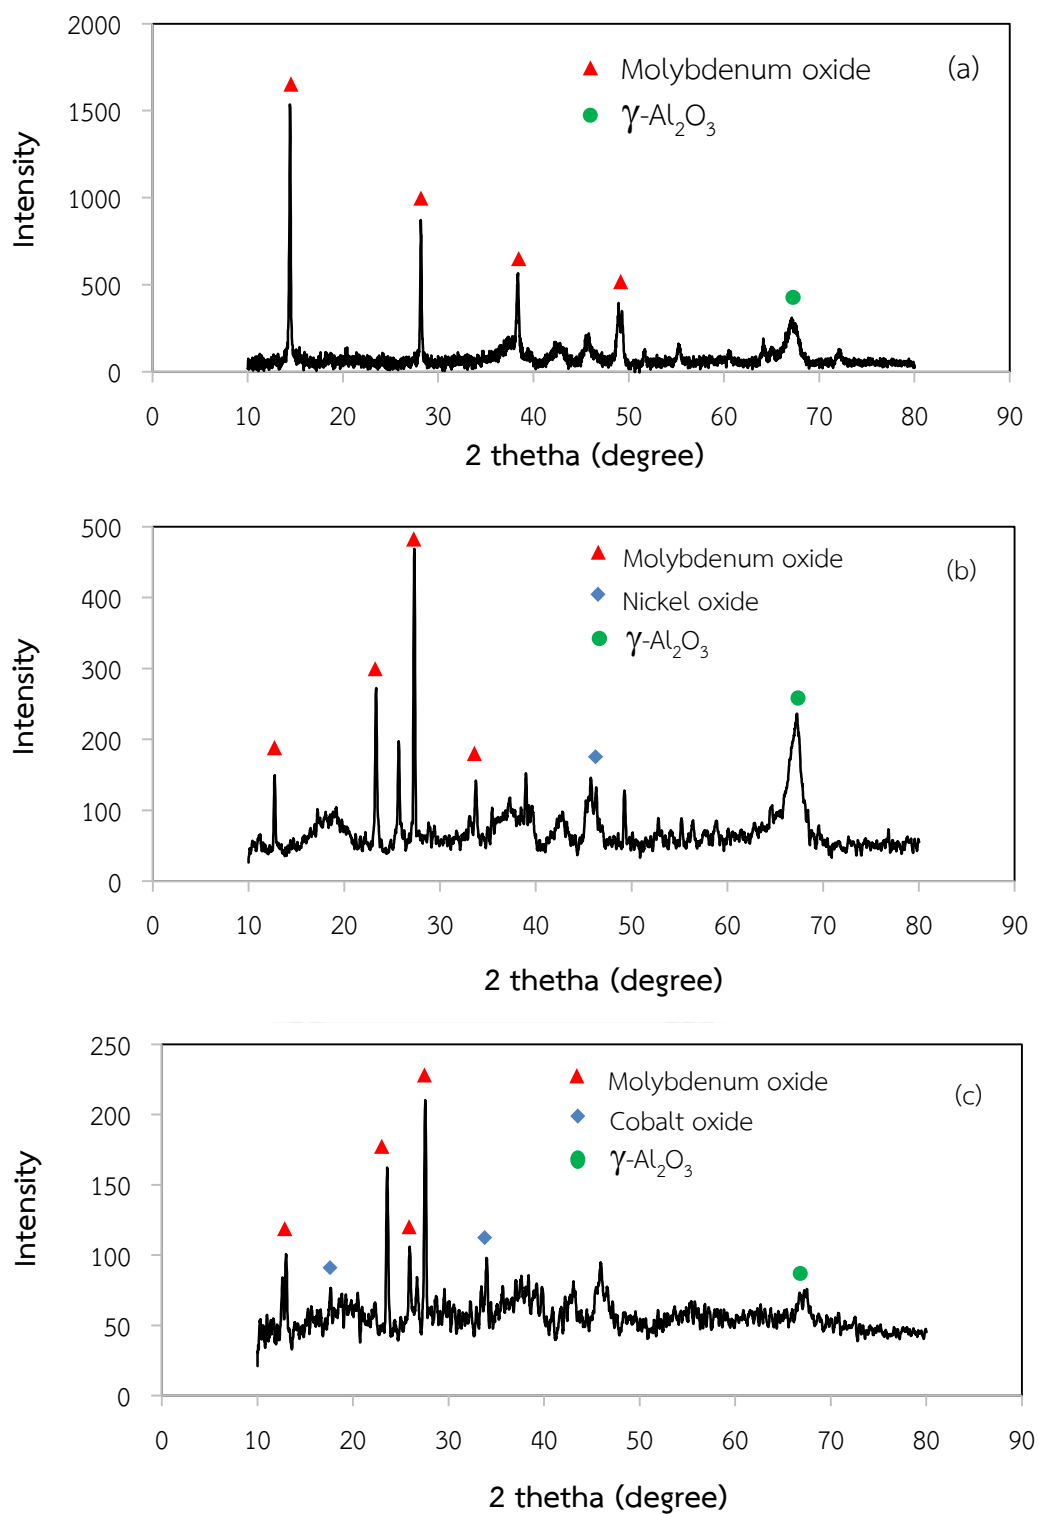 2000
1500
1000
500
0
Intensity
Molybdenum oxide
γ-Al2O3
(a)
0 10 20 30 40 50 60 70 80 90
2 thetha (degree)
500
400
300
200
100
0
Intensity
Molybdenum oxide
Nickel oxide
γ-Al2O3
(b)
0 10 20 30 40 50 60 70 80 90
2 thetha (degree)
250
200
150
100
50
0
Intensity
Molybdenum oxide
Cobalt oxide
γ-Al2O3
(c)
0 10 20 30 40 50 60 70 80 90
2 thetha (degree)